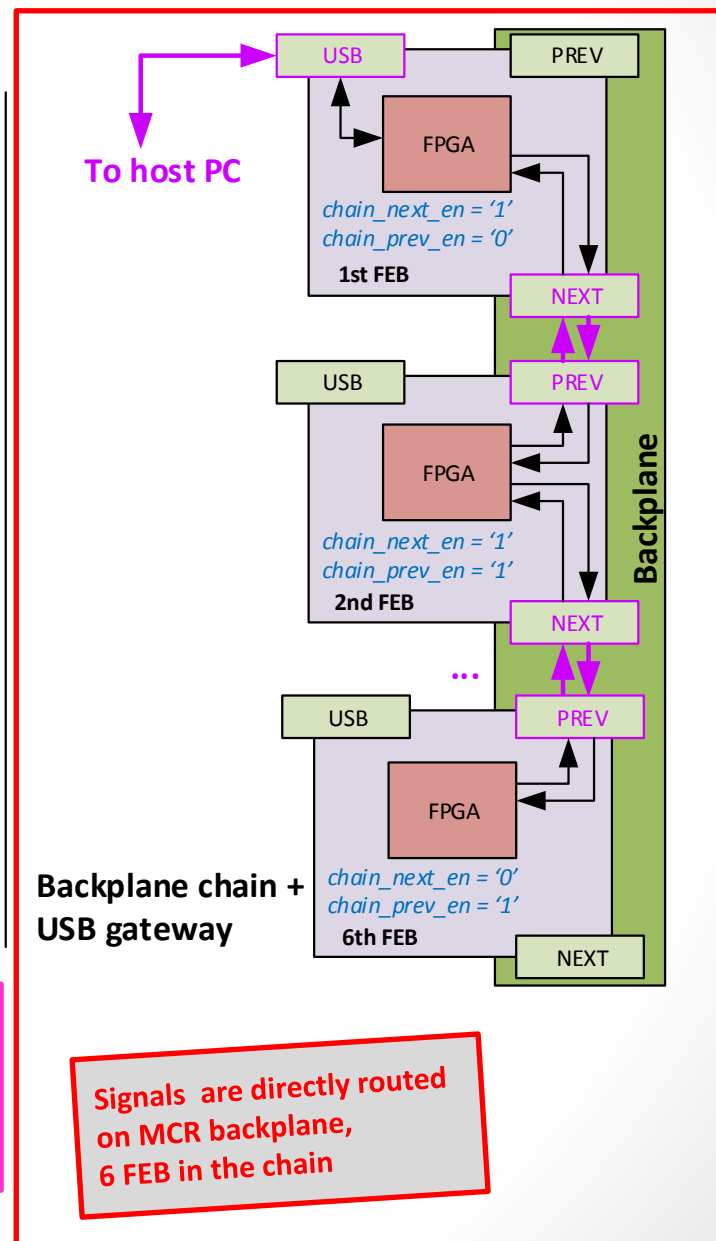 USB
PREV
FPGA
To host PC
chain_next_en = ‘1’
chain_prev_en = ‘0’
1st FEB
NEXT
USB
PREV
FPGA
Backplane
chain_next_en = ‘1’
chain_prev_en = ‘1’
2nd FEB
NEXT
...
USB
PREV
FPGA
Backplane chain +
USB gateway
chain_next_en = ‘0’
chain_prev_en = ‘1’
6th FEB
NEXT
Signals are directly routed
on MCR backplane,
6 FEB in the chain